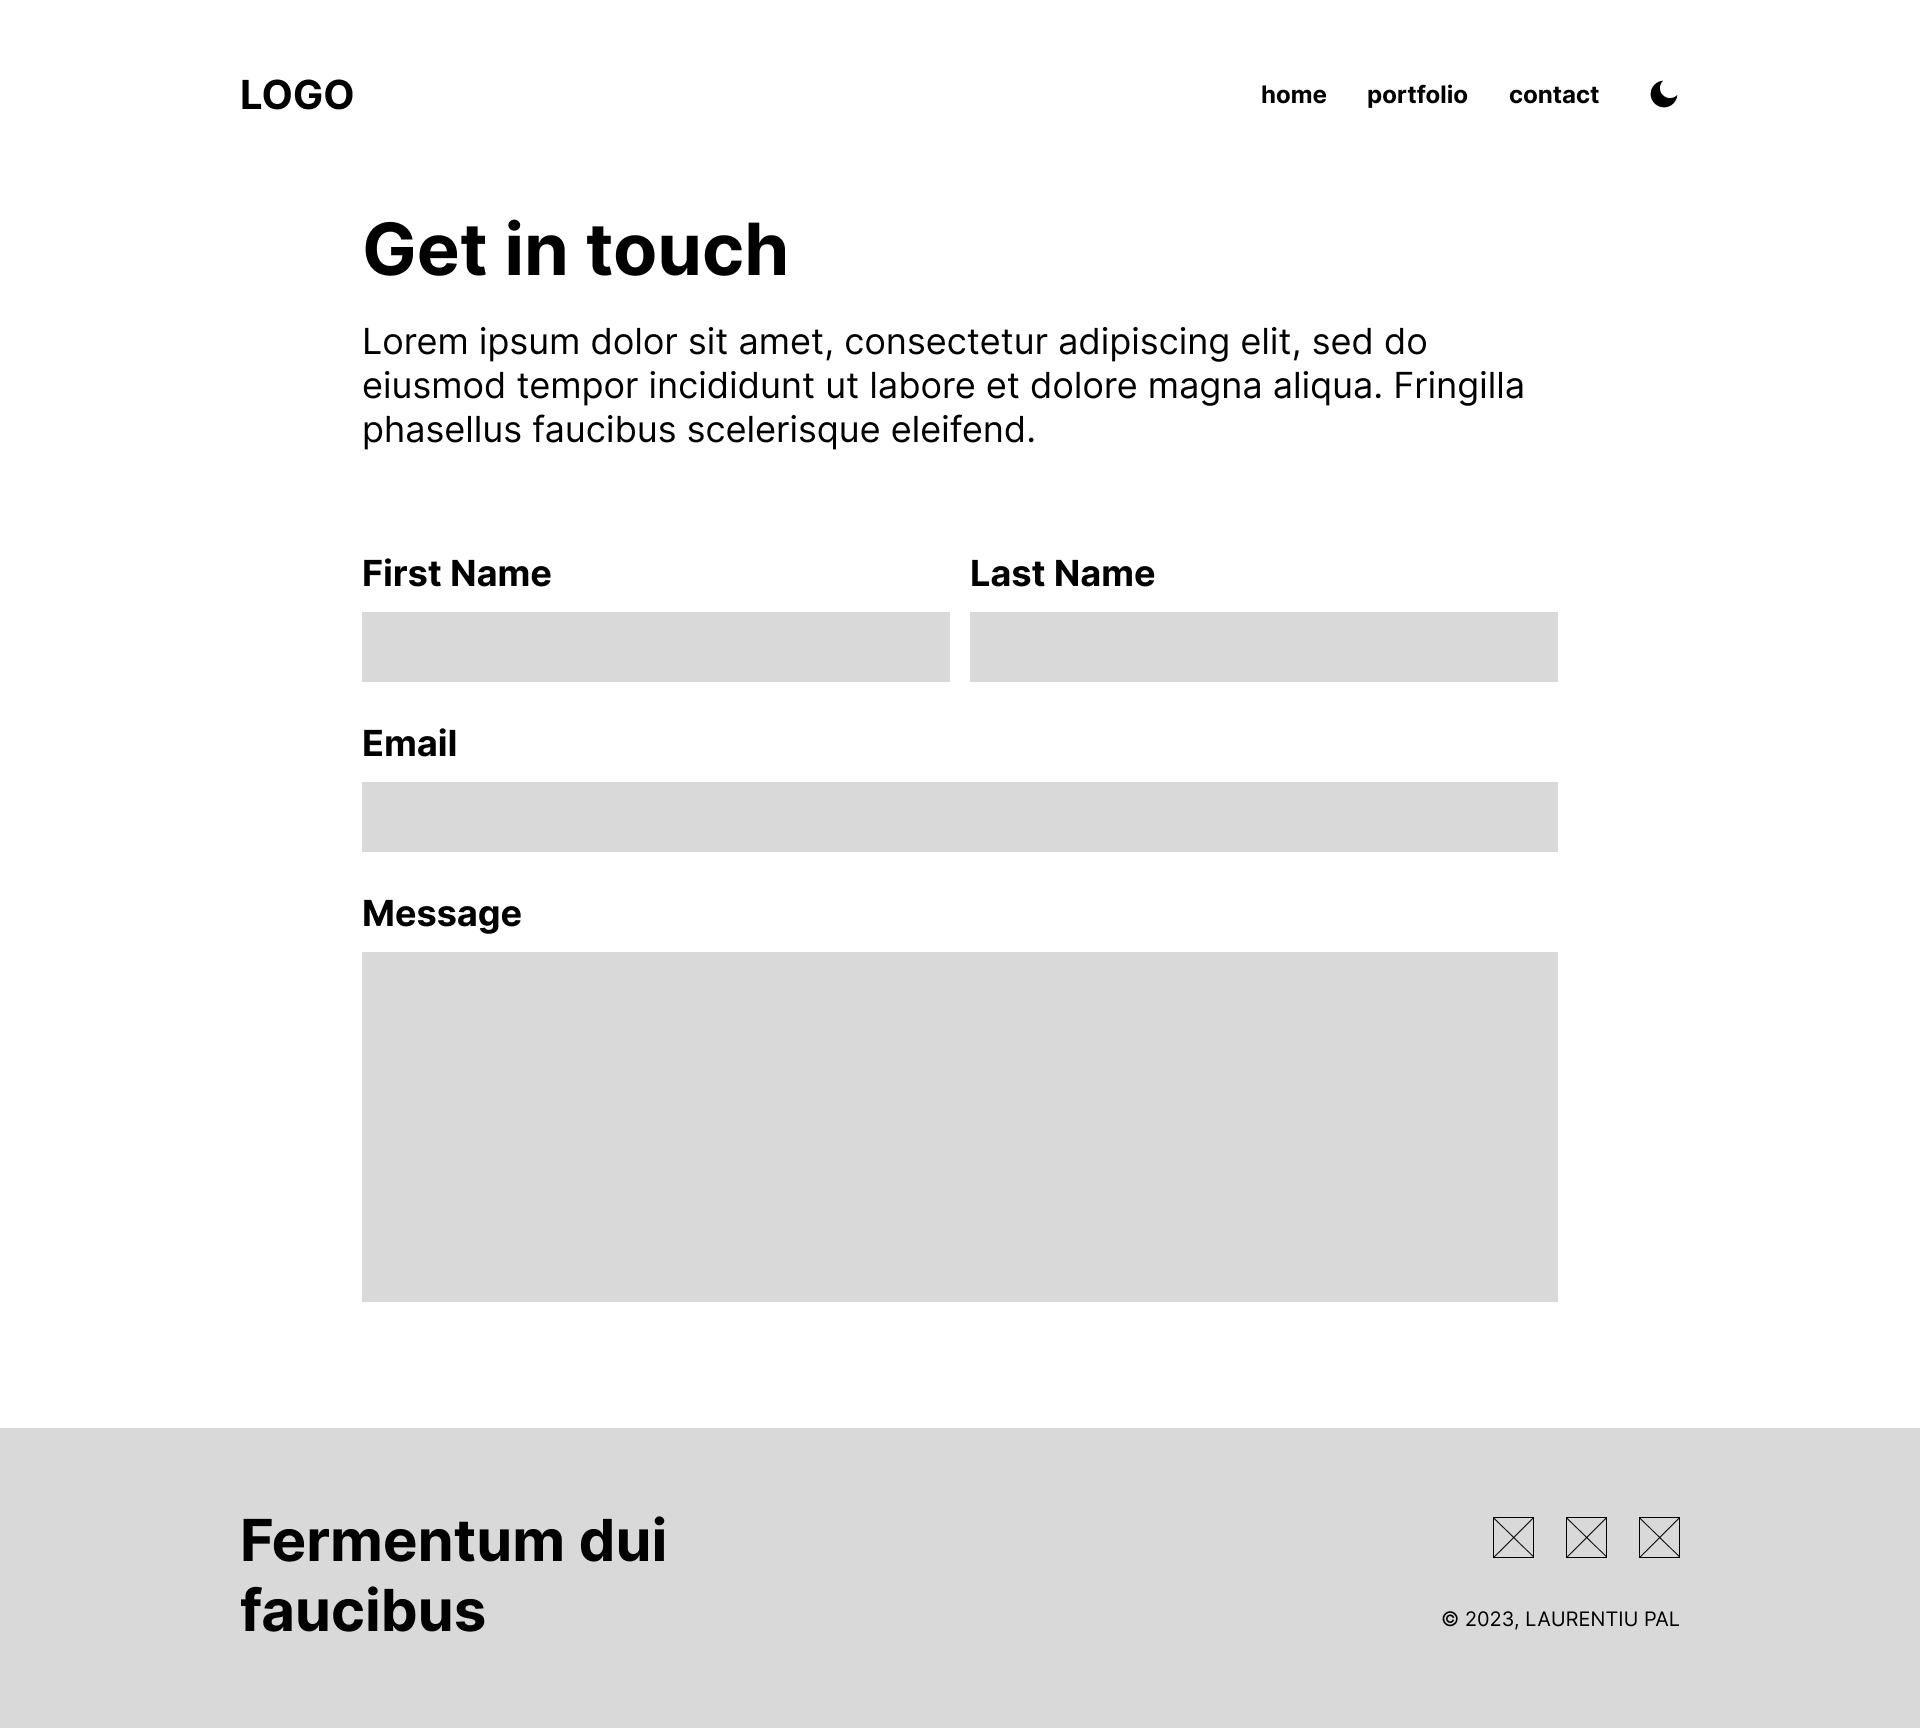 LOGO
home portfolio contact
Get in touch
Lorem ipsum dolor sit amet, consectetur adipiscing elit, sed do
eiusmod tempor incididunt ut labore et dolore magna aliqua. Fringilla
phasellus faucibus scelerisque eleifend.
First Name
Last Name
Email
Message
Fermentum dui
faucibus
© 2023, LAURENTIU PAL